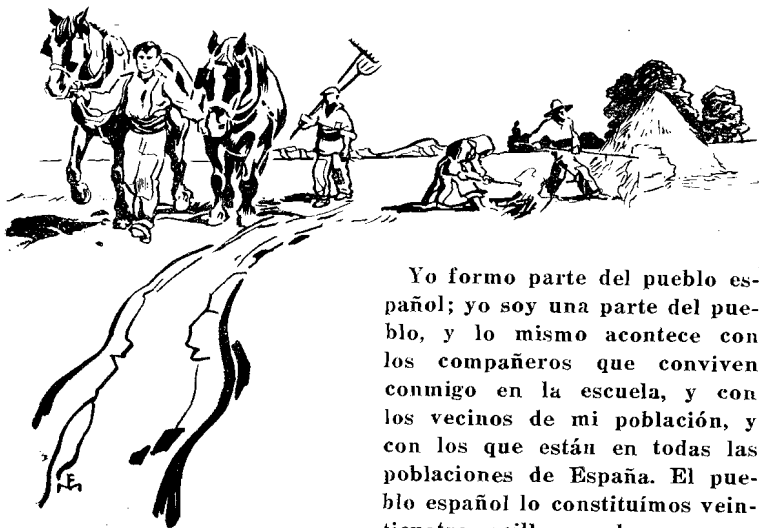 Yo formo parte del pueblo es-
pañol; yo soy una parte del pue-
blo, y lo mismo acontece con
los compañeros que conviven
conmigo en la escuela, y con
los vecinos de mi población, y
con los que están en todas las
poblaciones de España. El pue-
blo español lo constituímos vein-